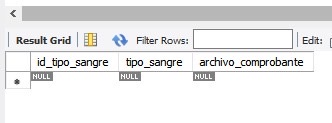 Result Grid Filter Rows: Edit:
id_tipo_sangre tipo_sangre archivo_comprobante
NULL NULL NULL